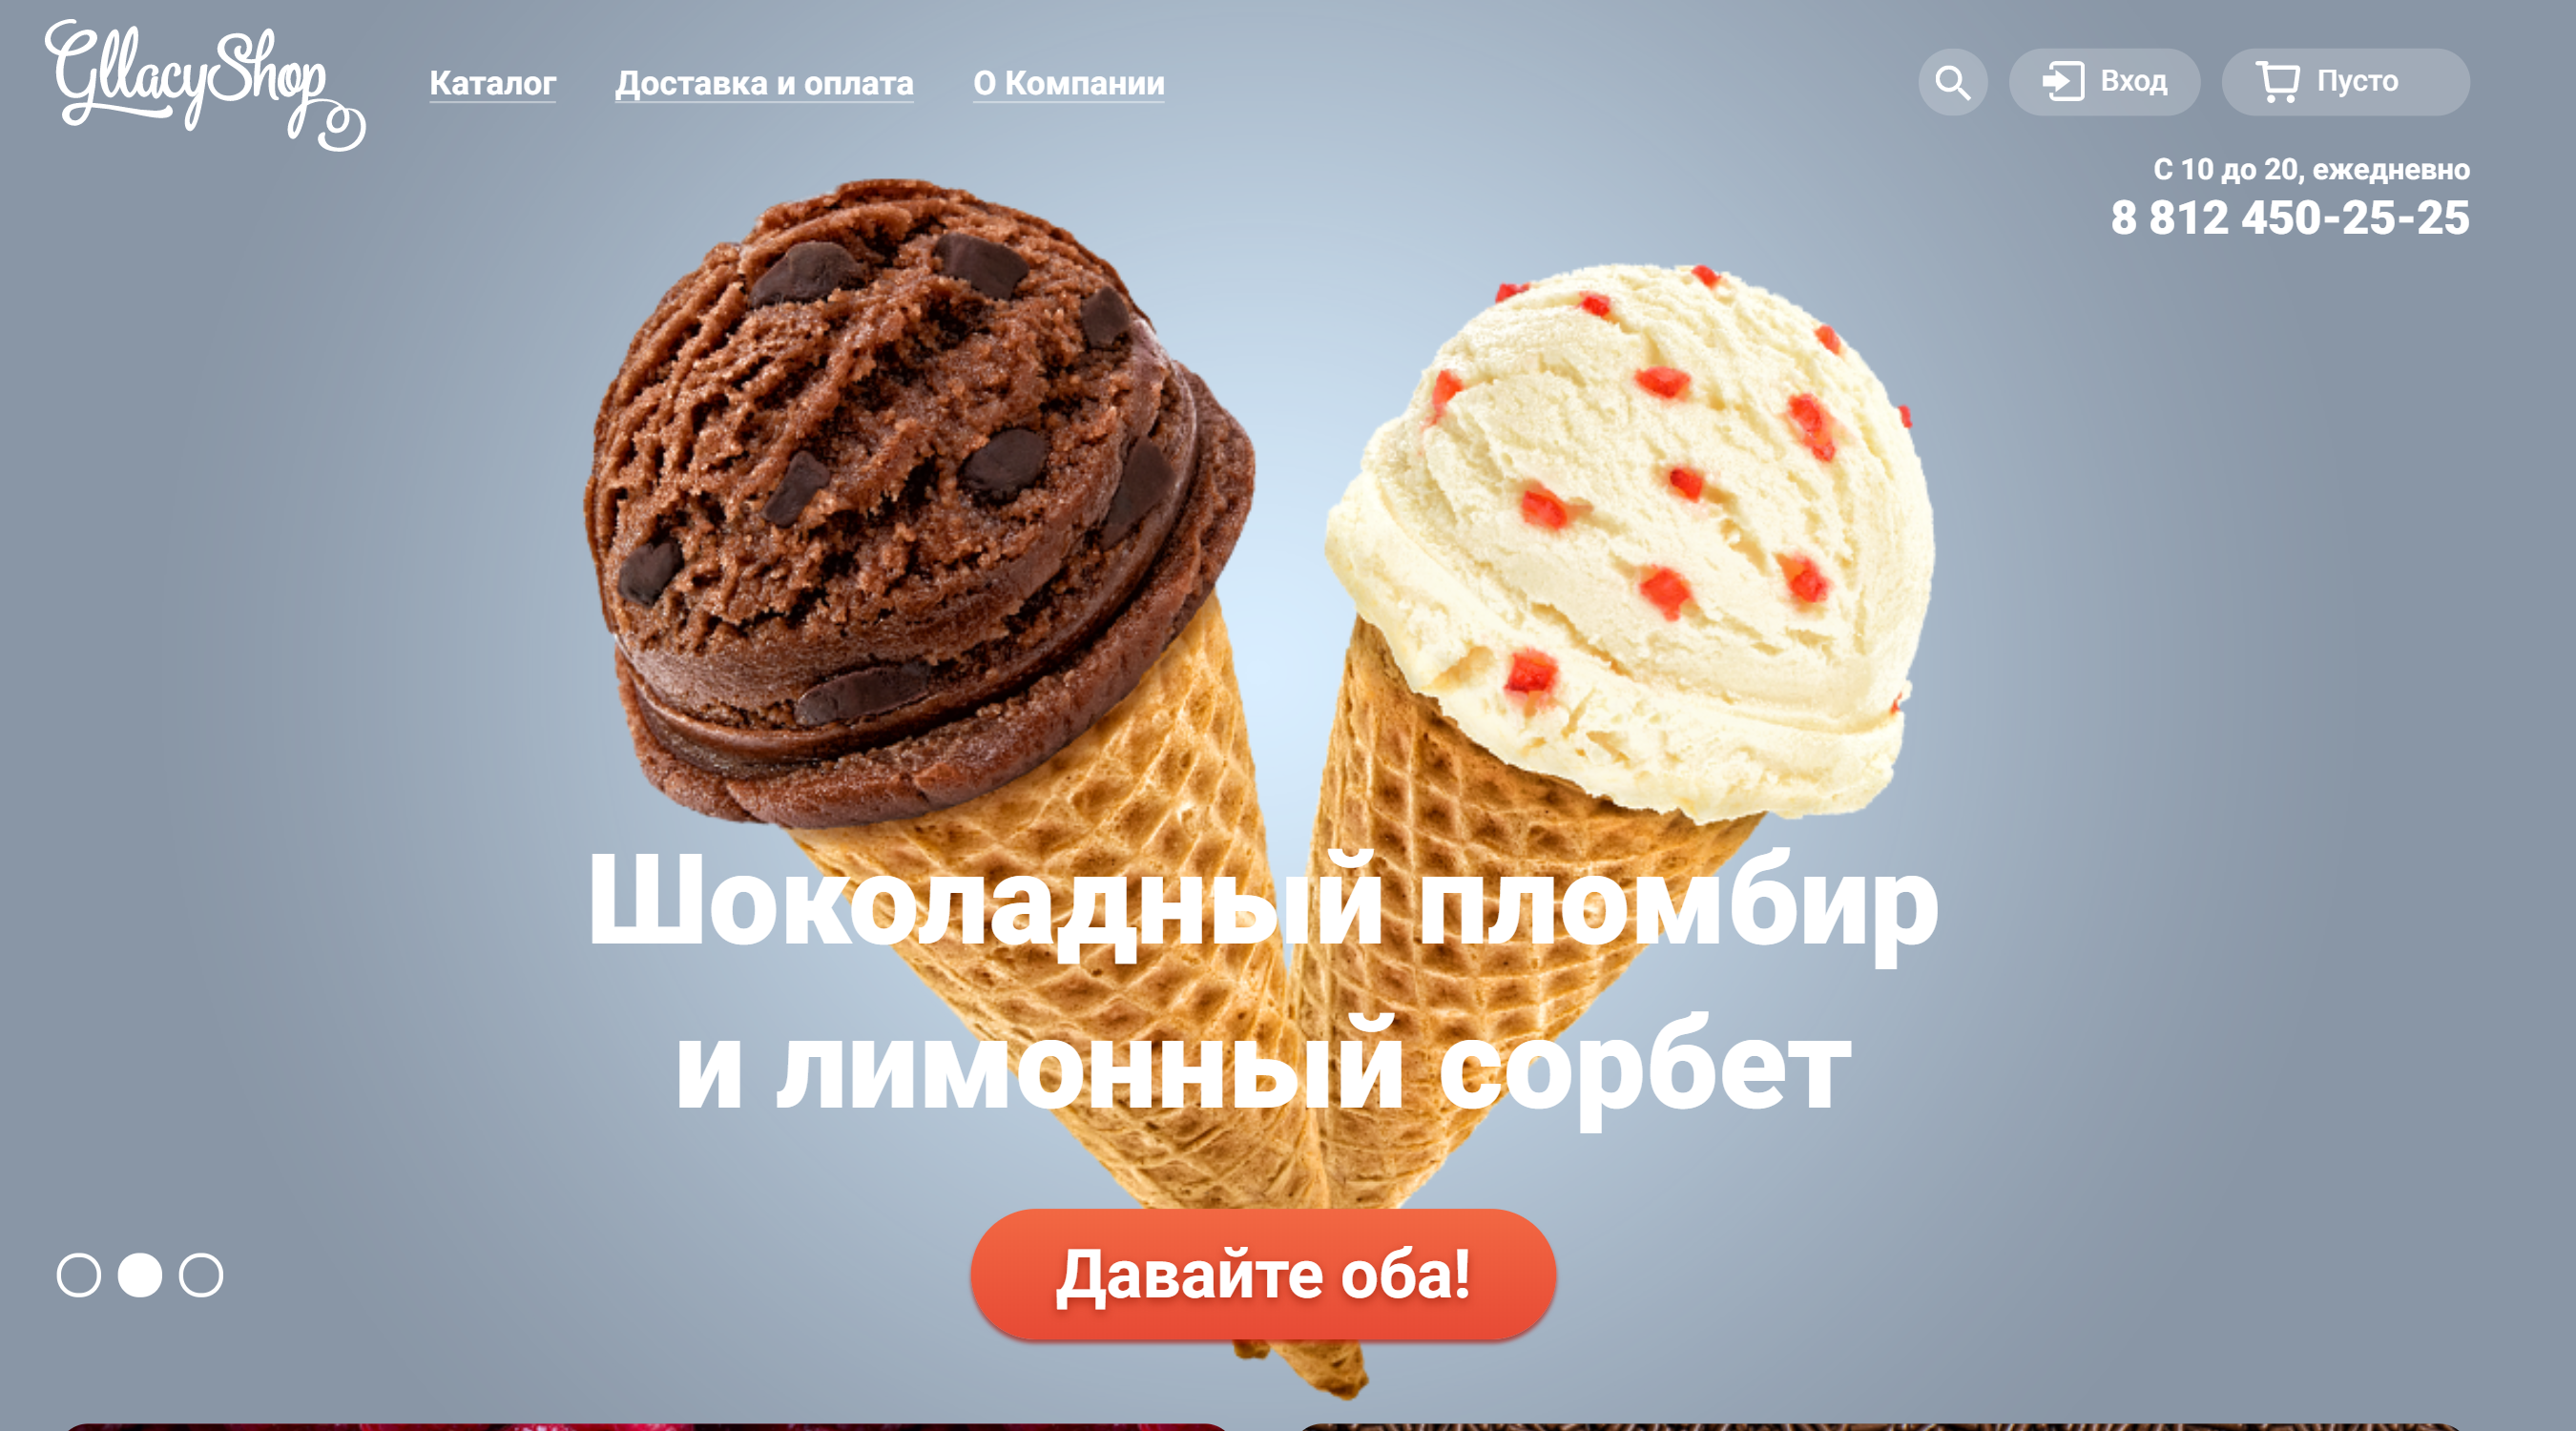 GllacyShop
Каталог Доставка и оплата О Компании
Вход Пусто
С 10 до 20, ежедневно
8 812 450-25-25
Шоколадный пломбир
и лимонный сорбет
Давайте оба!